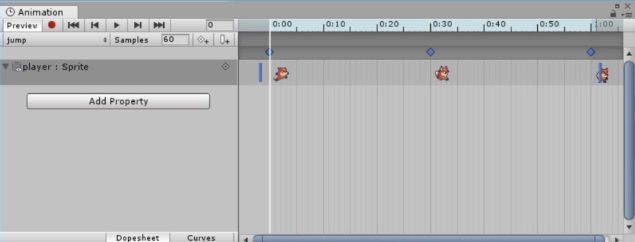 Animation
Preview 0 0:00 0:10 0:20 0:30 0:40 0:50 1:00
jump Samples 60
player : Sprite
Add Property
Dopesheet Curves